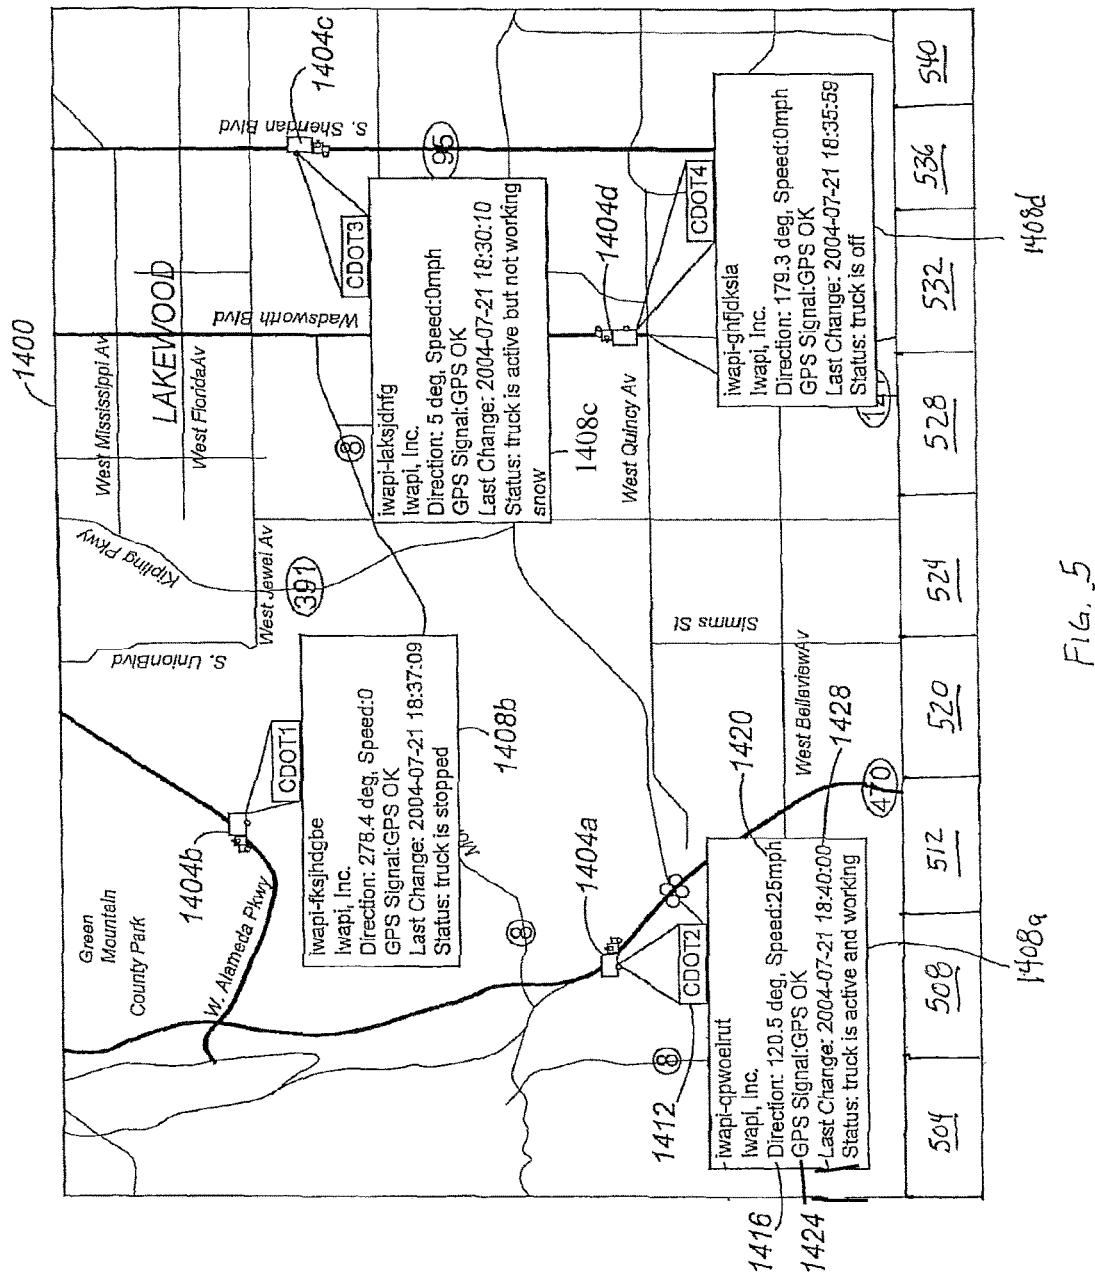 1400
Green
Mountain
County Park
W. Alameda Pkwy
1404b
CDOT1
iwapi-fksjhdgbe
Iwapi, Inc.
Direction: 278.4 deg, Speed:0
GPS Signal:GPS OK
Last Change: 2004-07-21 18:37:09
Status: truck is stopped
1408b
S. UnionBlvd
Kipling Pkwy
West Jewel Av
391
West Mississippi Av
LAKEWOOD
West FloridaAv
Wadsworth Blvd
S. Sheridan Blvd
1404c
95
CDOT3
iwapi-laksjdhfg
Iwapi, Inc.
Direction: 5 deg, Speed:0mph
GPS Signal:GPS OK
Last Change: 2004-07-21 18:30:10
Status: truck is active but not working
snow
1408c
8
8
8
1404a
1412
CDOT2
iwapi-qpwoeirut
Iwapi, Inc.
Direction: 120.5 deg, Speed:25mph
GPS Signal:GPS OK
Last Change: 2004-07-21 18:40:00
Status: truck is active and working
1416
1424
1420
1428
1408a
Simms St
West BelleviewAv
470
West Quincy Av
1404d
CDOT4
iwapi-ghfjdksla
Iwapi, Inc.
Direction: 179.3 deg, Speed:0mph
GPS Signal:GPS OK
Last Change: 2004-07-21 18:35:59
Status: truck is off
1408d
504
508
512
520
524
528
532
536
540
FIG. 5